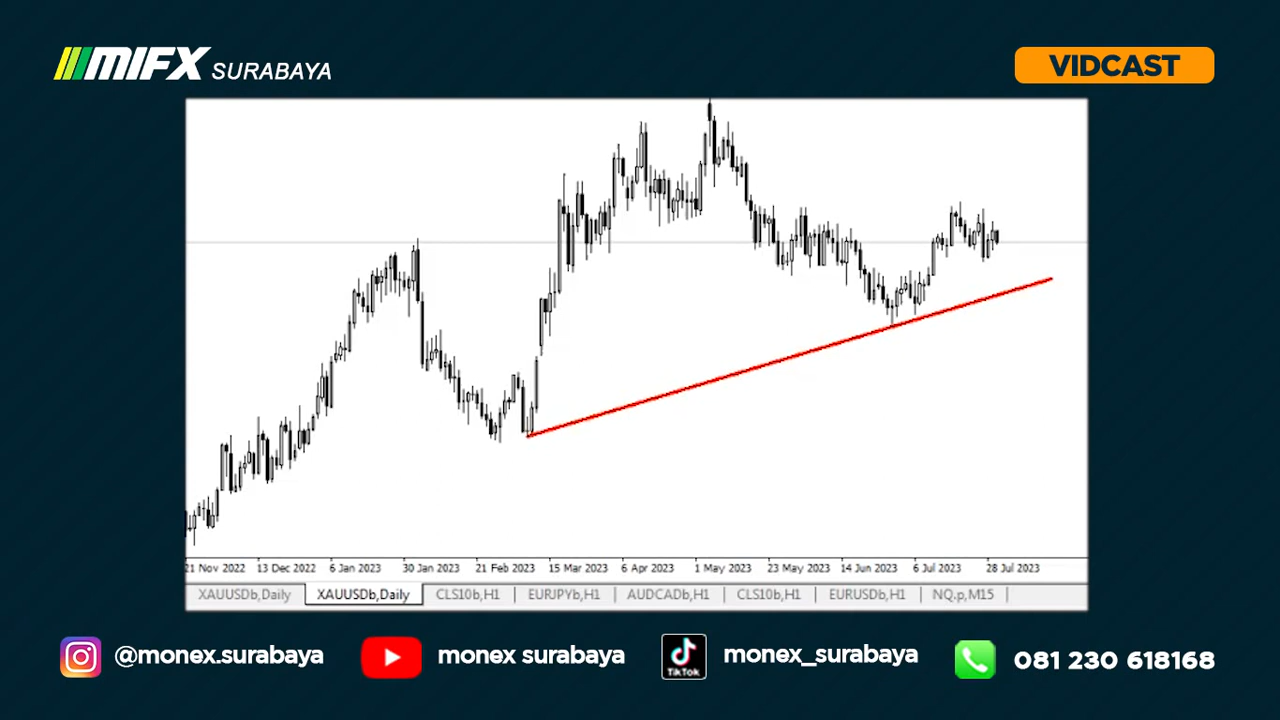 MIFX SURABAYA
VIDCAST
21 Nov 2022 13 Dec 2022 6 Jan 2023 30 Jan 2023 21 Feb 2023 15 Mar 2023 6 Apr 2023 1 May 2023 23 May 2023 14 Jun 2023 6 Jul 2023 28 Jul 2023
XAUUSDb,Daily XAUUSDb,Daily CLS10b,H1 EURJPYb,H1 AUDCADb,H1 CLS10b,H1 EURUSDb,H1 NQ.p,M15
@monex.surabaya monex surabaya TikTok monex_surabaya 081 230 618168